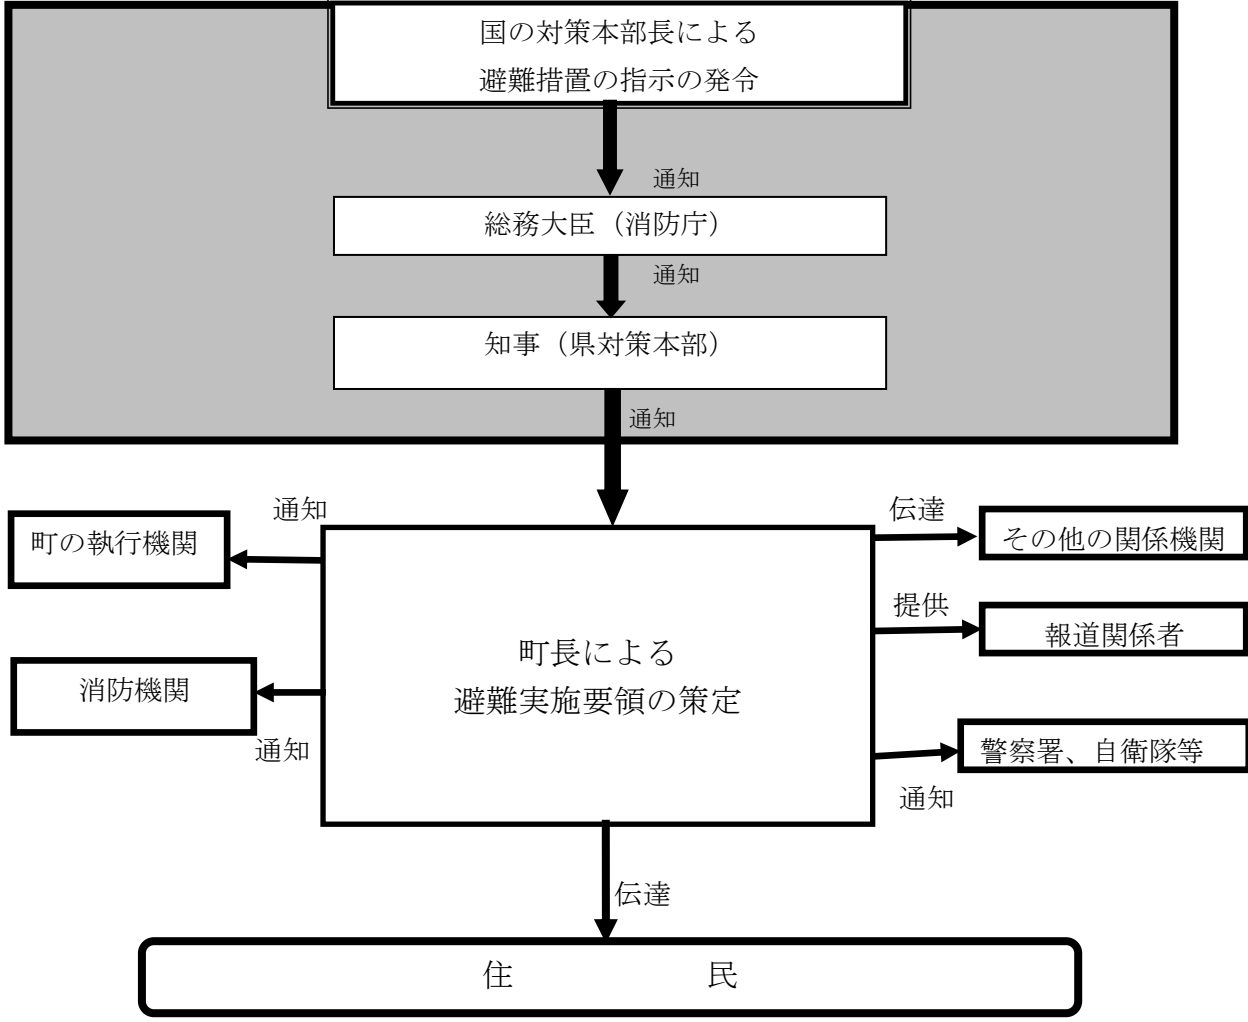 国の対策本部長による
避難措置の指示の発令
通知
総務大臣（消防庁）
通知
知事（県対策本部）
通知
通知
町の執行機関
消防機関
通知
町長による
避難実施要領の策定
伝達
その他の関係機関
提供
報道関係者
警察署、自衛隊等
通知
伝達
住　　　民